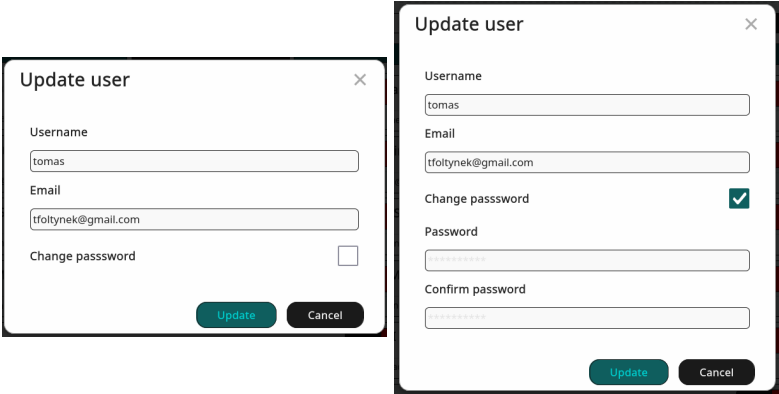 Update user
Username
tomas
Email
tfoltynek@gmail.com
Change passsword
Update
Cancel
Update user
Username
tomas
Email
tfoltynek@gmail.com
Change passsword
Password
**********
Confirm password
**********
Update
Cancel